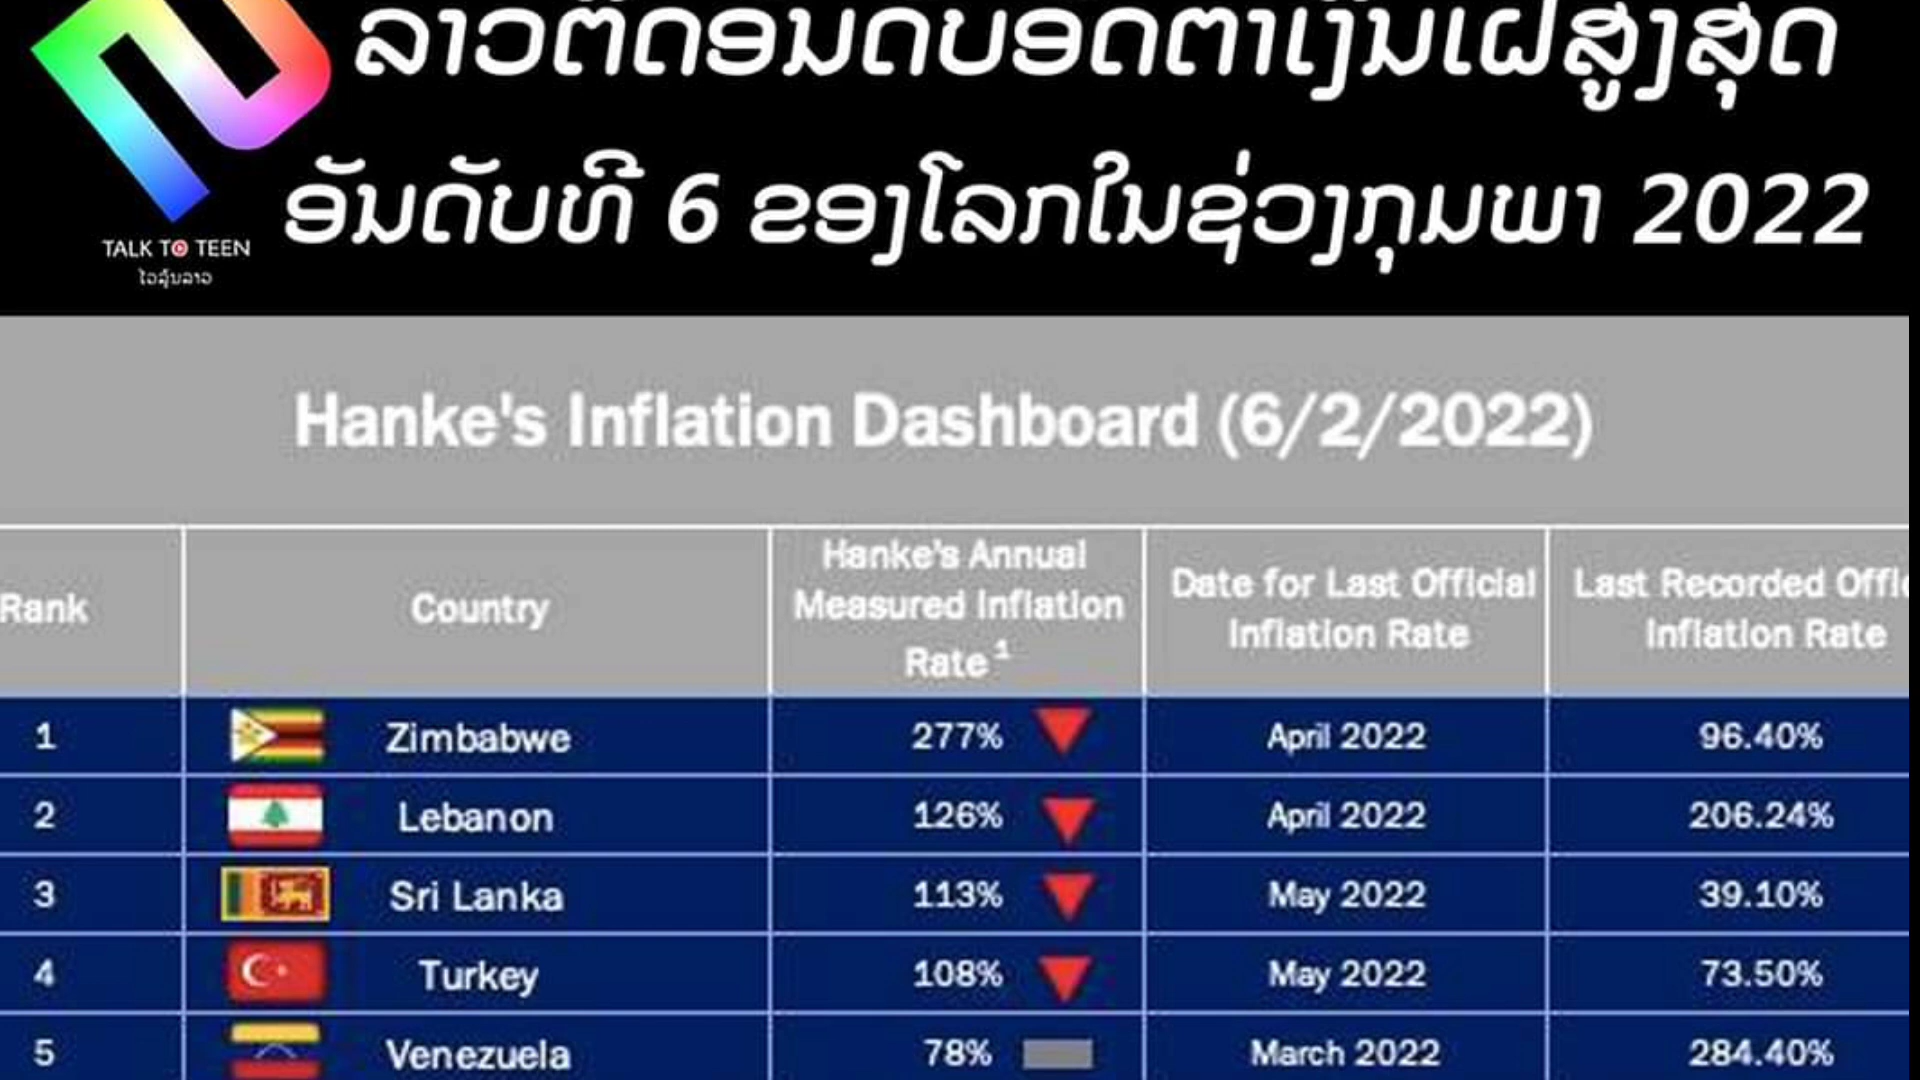 ລາວຕິດອັນດັບອັດຕາເງິນເຟີ້ສູງສຸດ
ອັນດັບທີ 6 ຂອງໂລກໃນຊ່ວງກຸມພາ 2022
TALK TO TEEN
ໄວລຸ້ນລາວ
Hanke's Inflation Dashboard (6/2/2022)
Rank Country Hanke's Annual Measured Inflation Rate 1 Date for Last Official Inflation Rate Last Recorded Offic Inflation Rate
1 Zimbabwe 277% April 2022 96.40%
2 Lebanon 126% April 2022 206.24%
3 Sri Lanka 113% May 2022 39.10%
4 Turkey 108% May 2022 73.50%
5 Venezuela 78% March 2022 284.40%